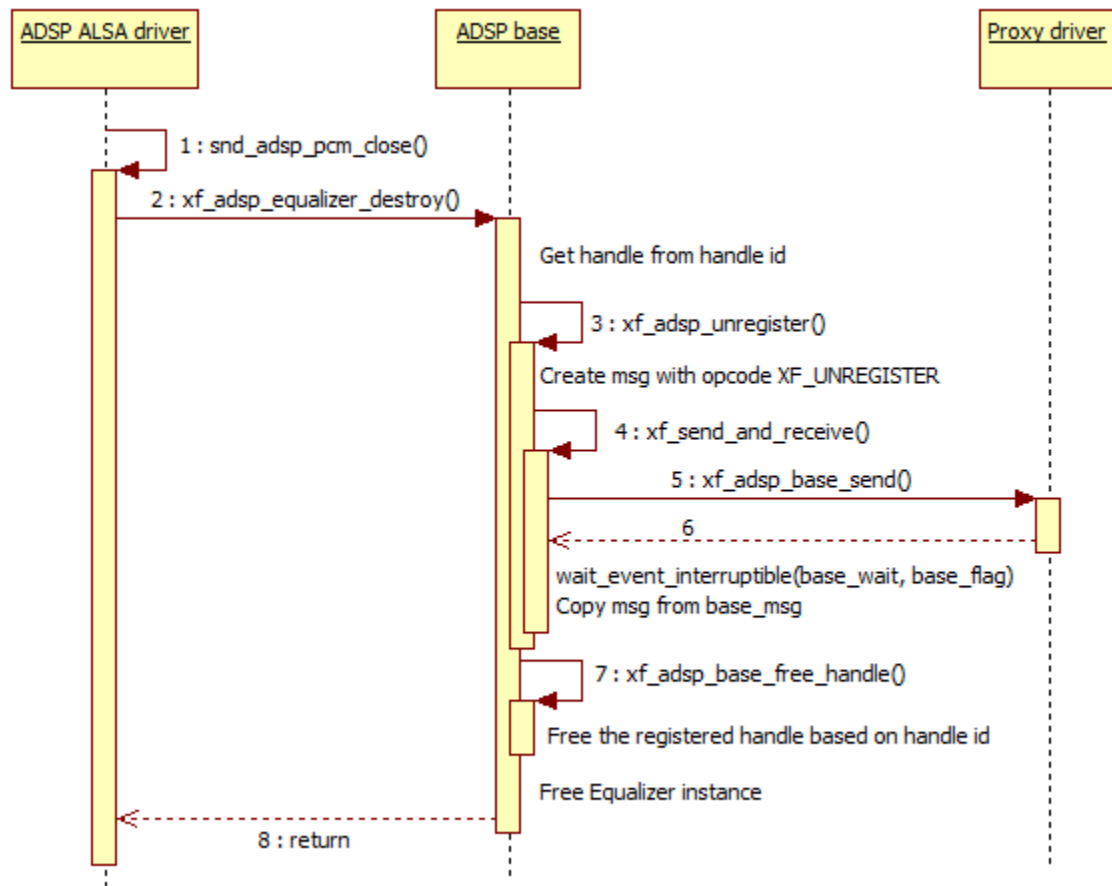 ADSP ALSA driver
ADSP base
Proxy driver
1 : snd_adsp_pcm_close()
2 : xf_adsp_equalizer_destroy()
Get handle from handle id
3 : xf_adsp_unregister()
Create msg with opcode XF_UNREGISTER
4 : xf_send_and_receive()
5 : xf_adsp_base_send()
6
wait_event_interruptible(base_wait, base_flag)
Copy msg from base_msg
7 : xf_adsp_base_free_handle()
Free the registered handle based on handle id
Free Equalizer instance
8 : return